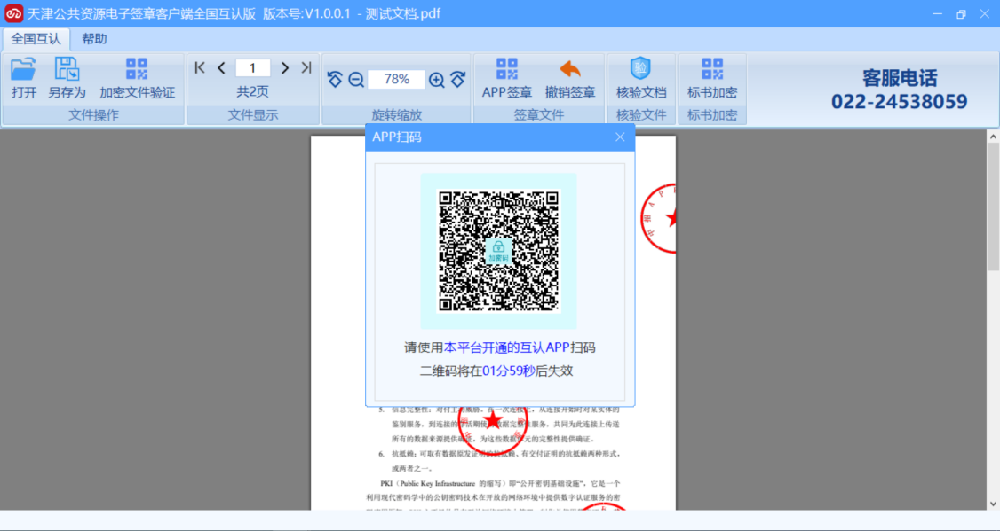 天津公共资源电子签章客户端全国互认版 版本号:V1.0.0.1 - 测试文档.pdf
全国互认 帮助
打开 另存为 加密文件验证
文件操作
1
共2页
文件显示
78%
旋转缩放
APP签章 撤销签章
签章文件
核验文档
核验文件
标书加密
标书加密
客服电话
022-24538059
APP扫码
加密码
请使用本平台开通的互认APP扫码
二维码将在01分59秒后失效
5. 信息完整性：对付主动威胁，在一次连接上，从连接开始时对某实体的
鉴别服务，到连接的存活期使用数据完整性服务，共同为此连接上传送
所有的数据来源提供确证，为这些数据单元的完整性提供确证。
6. 抗抵赖：可取有数据原发证明的抗抵赖、有交付证明的抗抵赖两种形式，
或两者之一。
PKI（Public Key Infrastructure 的缩写）即“公开密钥基础设施”，它是一个
利用现代密码学中的公钥密码技术在开放的网络环境中提供数字认证服务的密